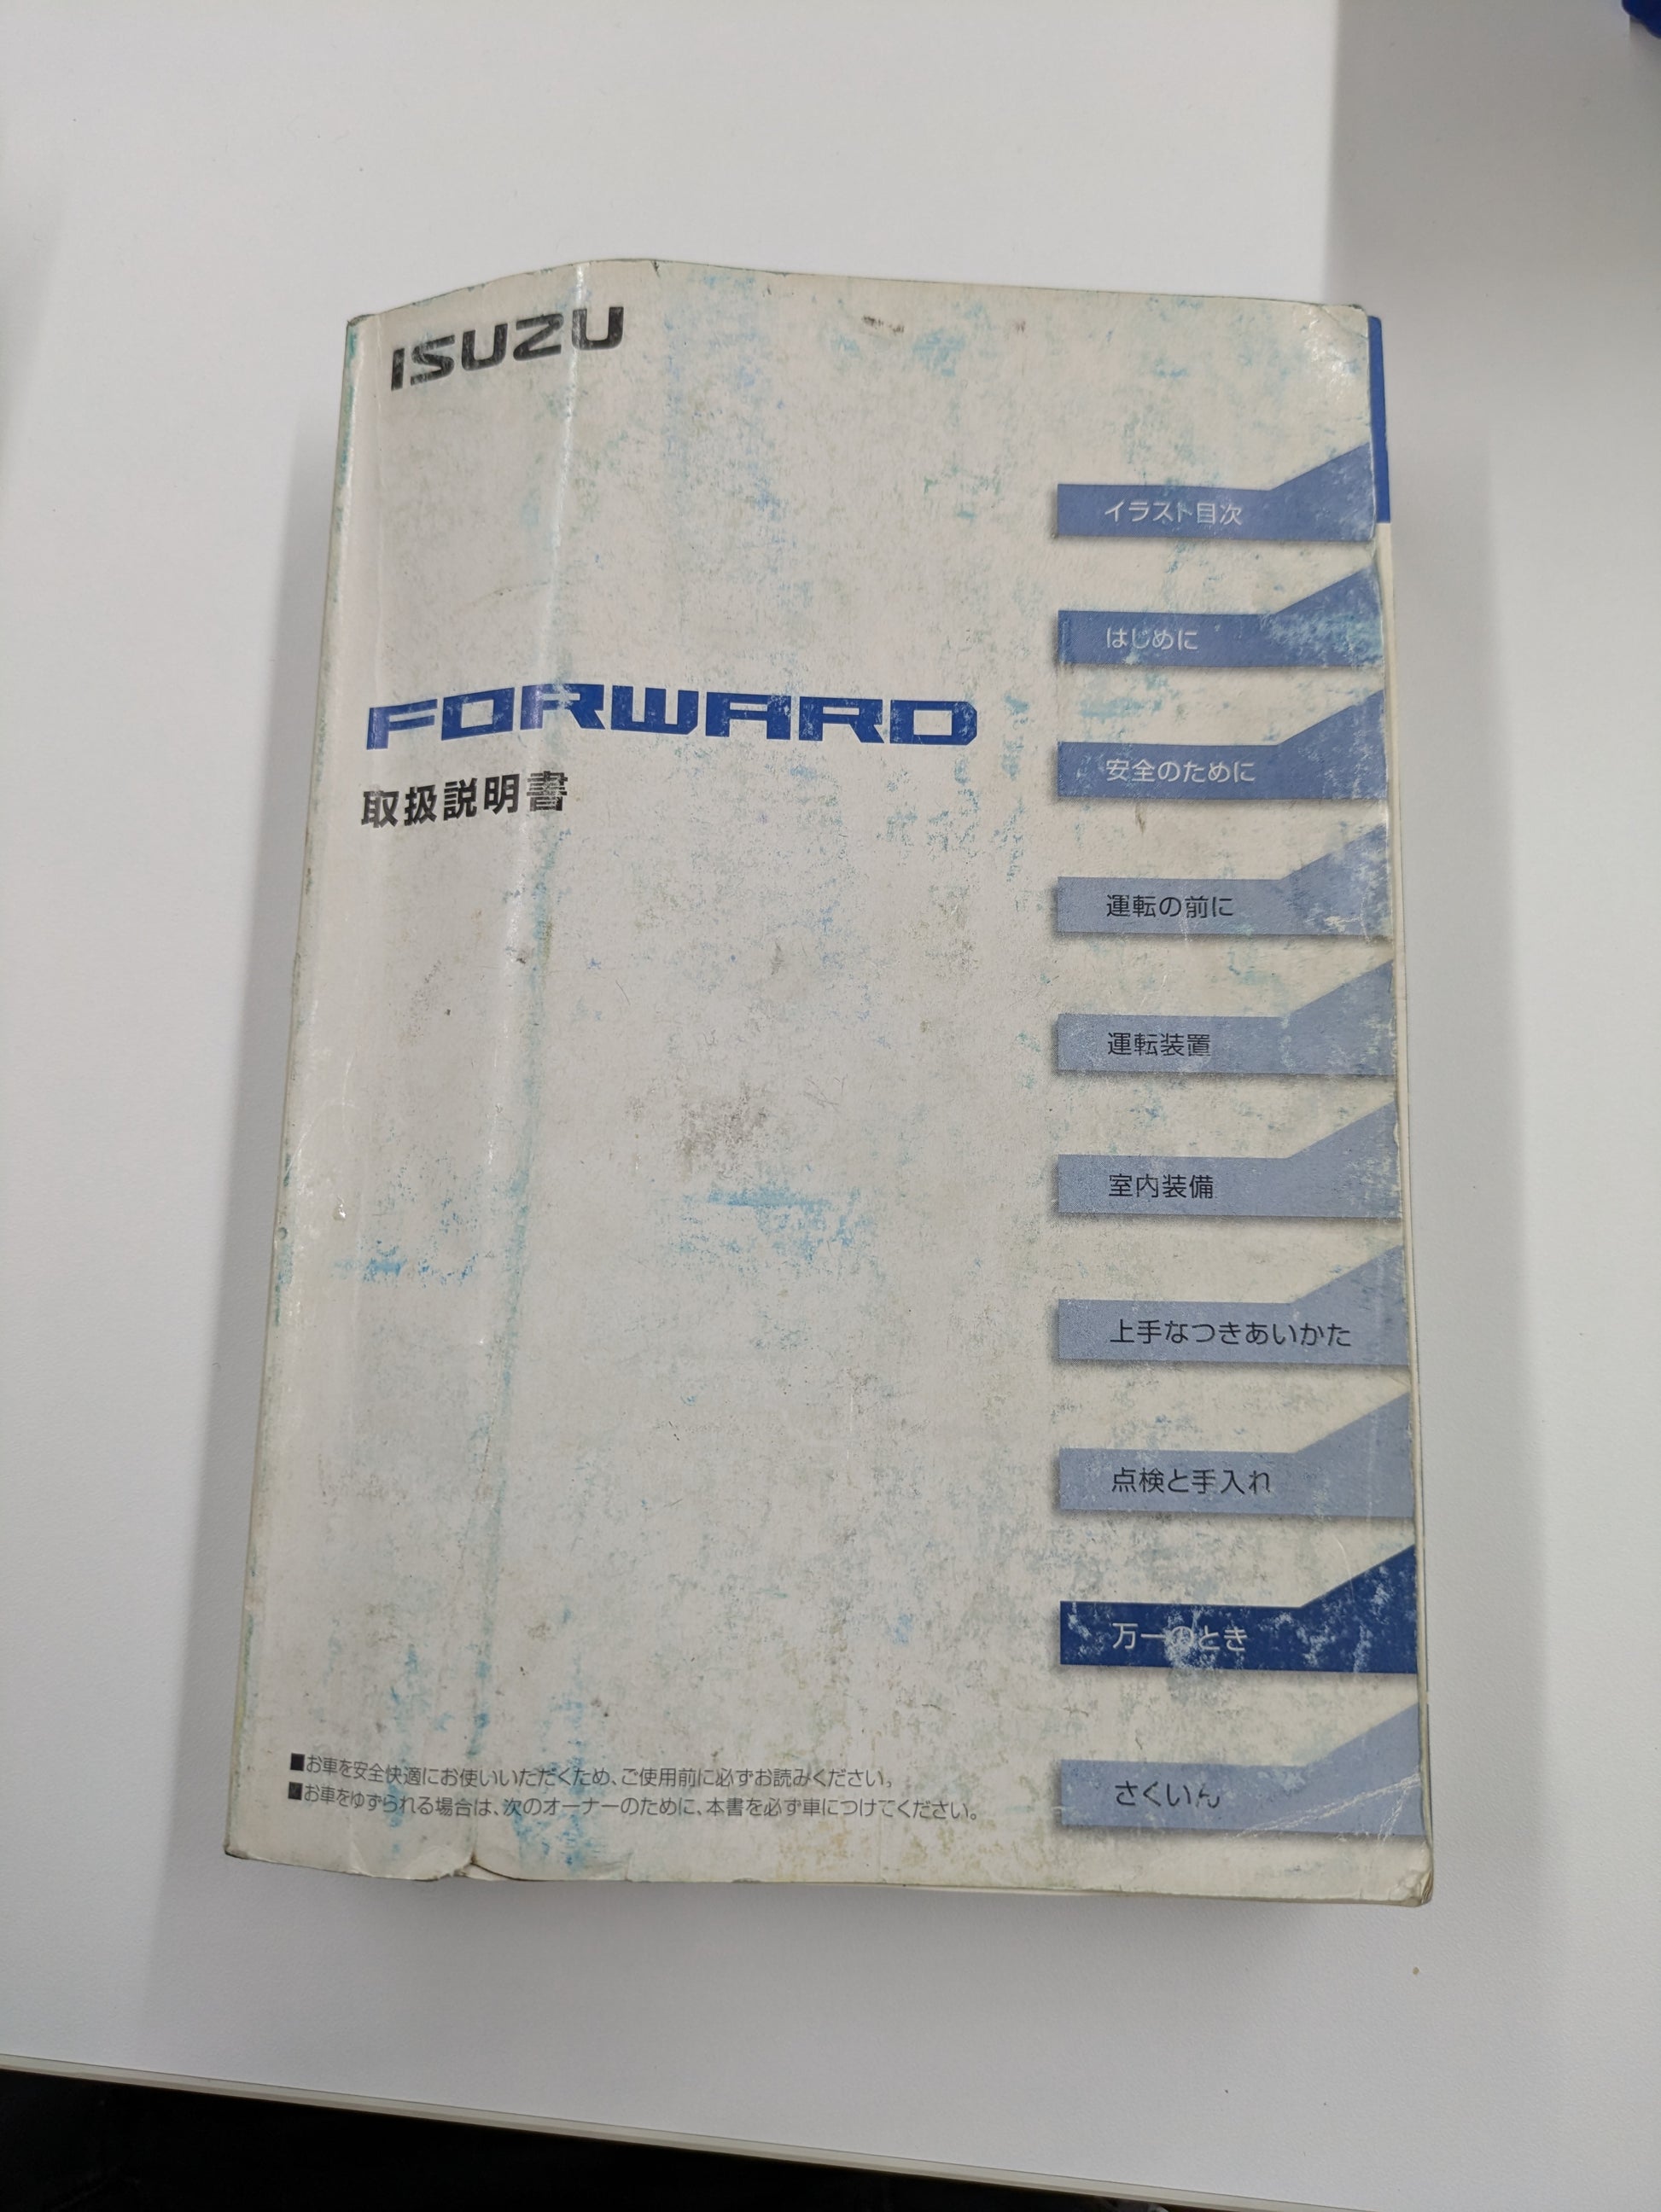 ISUZU
FORWARD
取扱説明書
イラスト目次
はじめに
安全のために
運転の前に
運転装置
室内装備
上手なつきあいかた
点検と手入れ
万一のとき
さくいん
■お車を安全快適にお使いいただくため、ご使用前に必ずお読みください。
■お車をゆずられる場合は、次のオーナーのために、本書を必ず車につけてください。